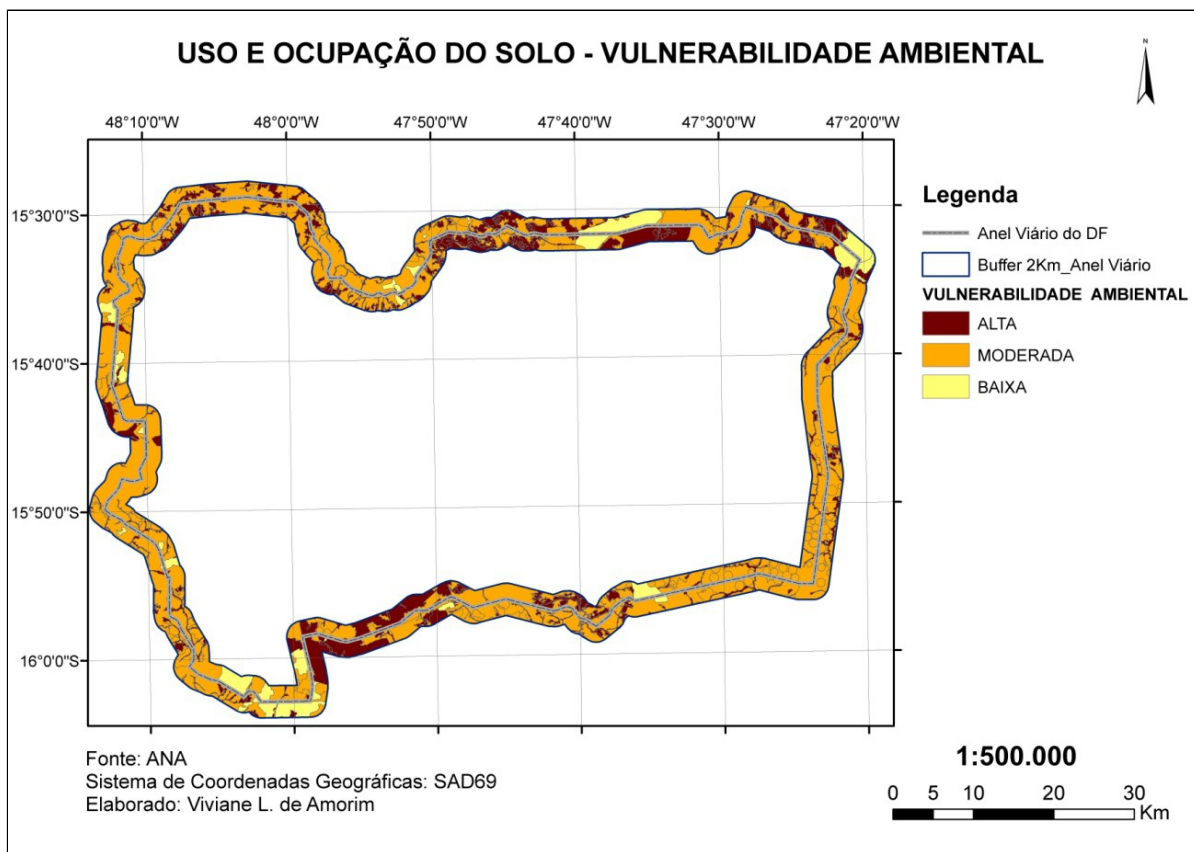 USO E OCUPAÇÃO DO SOLO - VULNERABILIDADE AMBIENTAL
N
48°10'0"W 48°0'0"W 47°50'0"W 47°40'0"W 47°30'0"W 47°20'0"W
15°30'0"S
15°40'0"S
15°50'0"S
16°0'0"S
Legenda
Anel Viário do DF
Buffer 2Km_Anel Viário
VULNERABILIDADE AMBIENTAL
ALTA
MODERADA
BAIXA
Fonte: ANA
Sistema de Coordenadas Geográficas: SAD69
Elaborado: Viviane L. de Amorim
1:500.000
0 5 10 20 30
Km